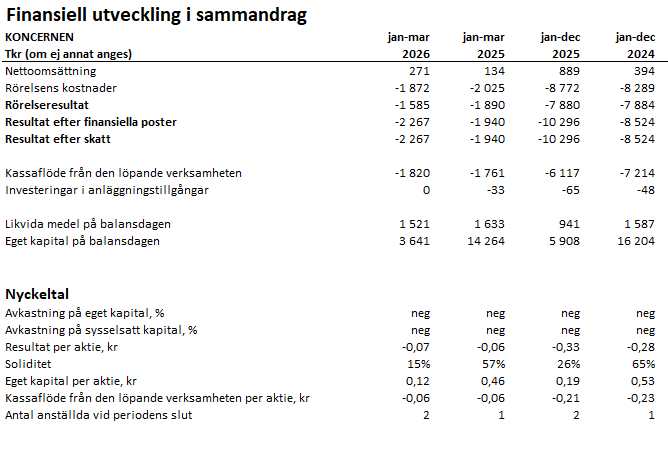 Finansiell utveckling i sammandrag
KONCERNEN jan-mar jan-mar jan-dec jan-dec
Tkr (om ej annat anges) 2026 2025 2025 2024
Nettoomsättning 271 134 889 394
Rörelsens kostnader -1 872 -2 025 -8 772 -8 289
Rörelseresultat -1 585 -1 890 -7 880 -7 884
Resultat efter finansiella poster -2 267 -1 940 -10 296 -8 524
Resultat efter skatt -2 267 -1 940 -10 296 -8 524
Kassaflöde från den löpande verksamheten -1 820 -1 761 -6 117 -7 214
Investeringar i anläggningstillgångar 0 -33 -65 -48
Likvida medel på balansdagen 1 521 1 633 941 1 587
Eget kapital på balansdagen 3 641 14 264 5 908 16 204
Nyckeltal
Avkastning på eget kapital, % neg neg neg neg
Avkastning på sysselsatt kapital, % neg neg neg neg
Resultat per aktie, kr -0,07 -0,06 -0,33 -0,28
Soliditet 15% 57% 26% 65%
Eget kapital per aktie, kr 0,12 0,46 0,19 0,53
Kassaflöde från den löpande verksamheten per aktie, kr -0,06 -0,06 -0,21 -0,23
Antal anställda vid periodens slut 2 1 2 1